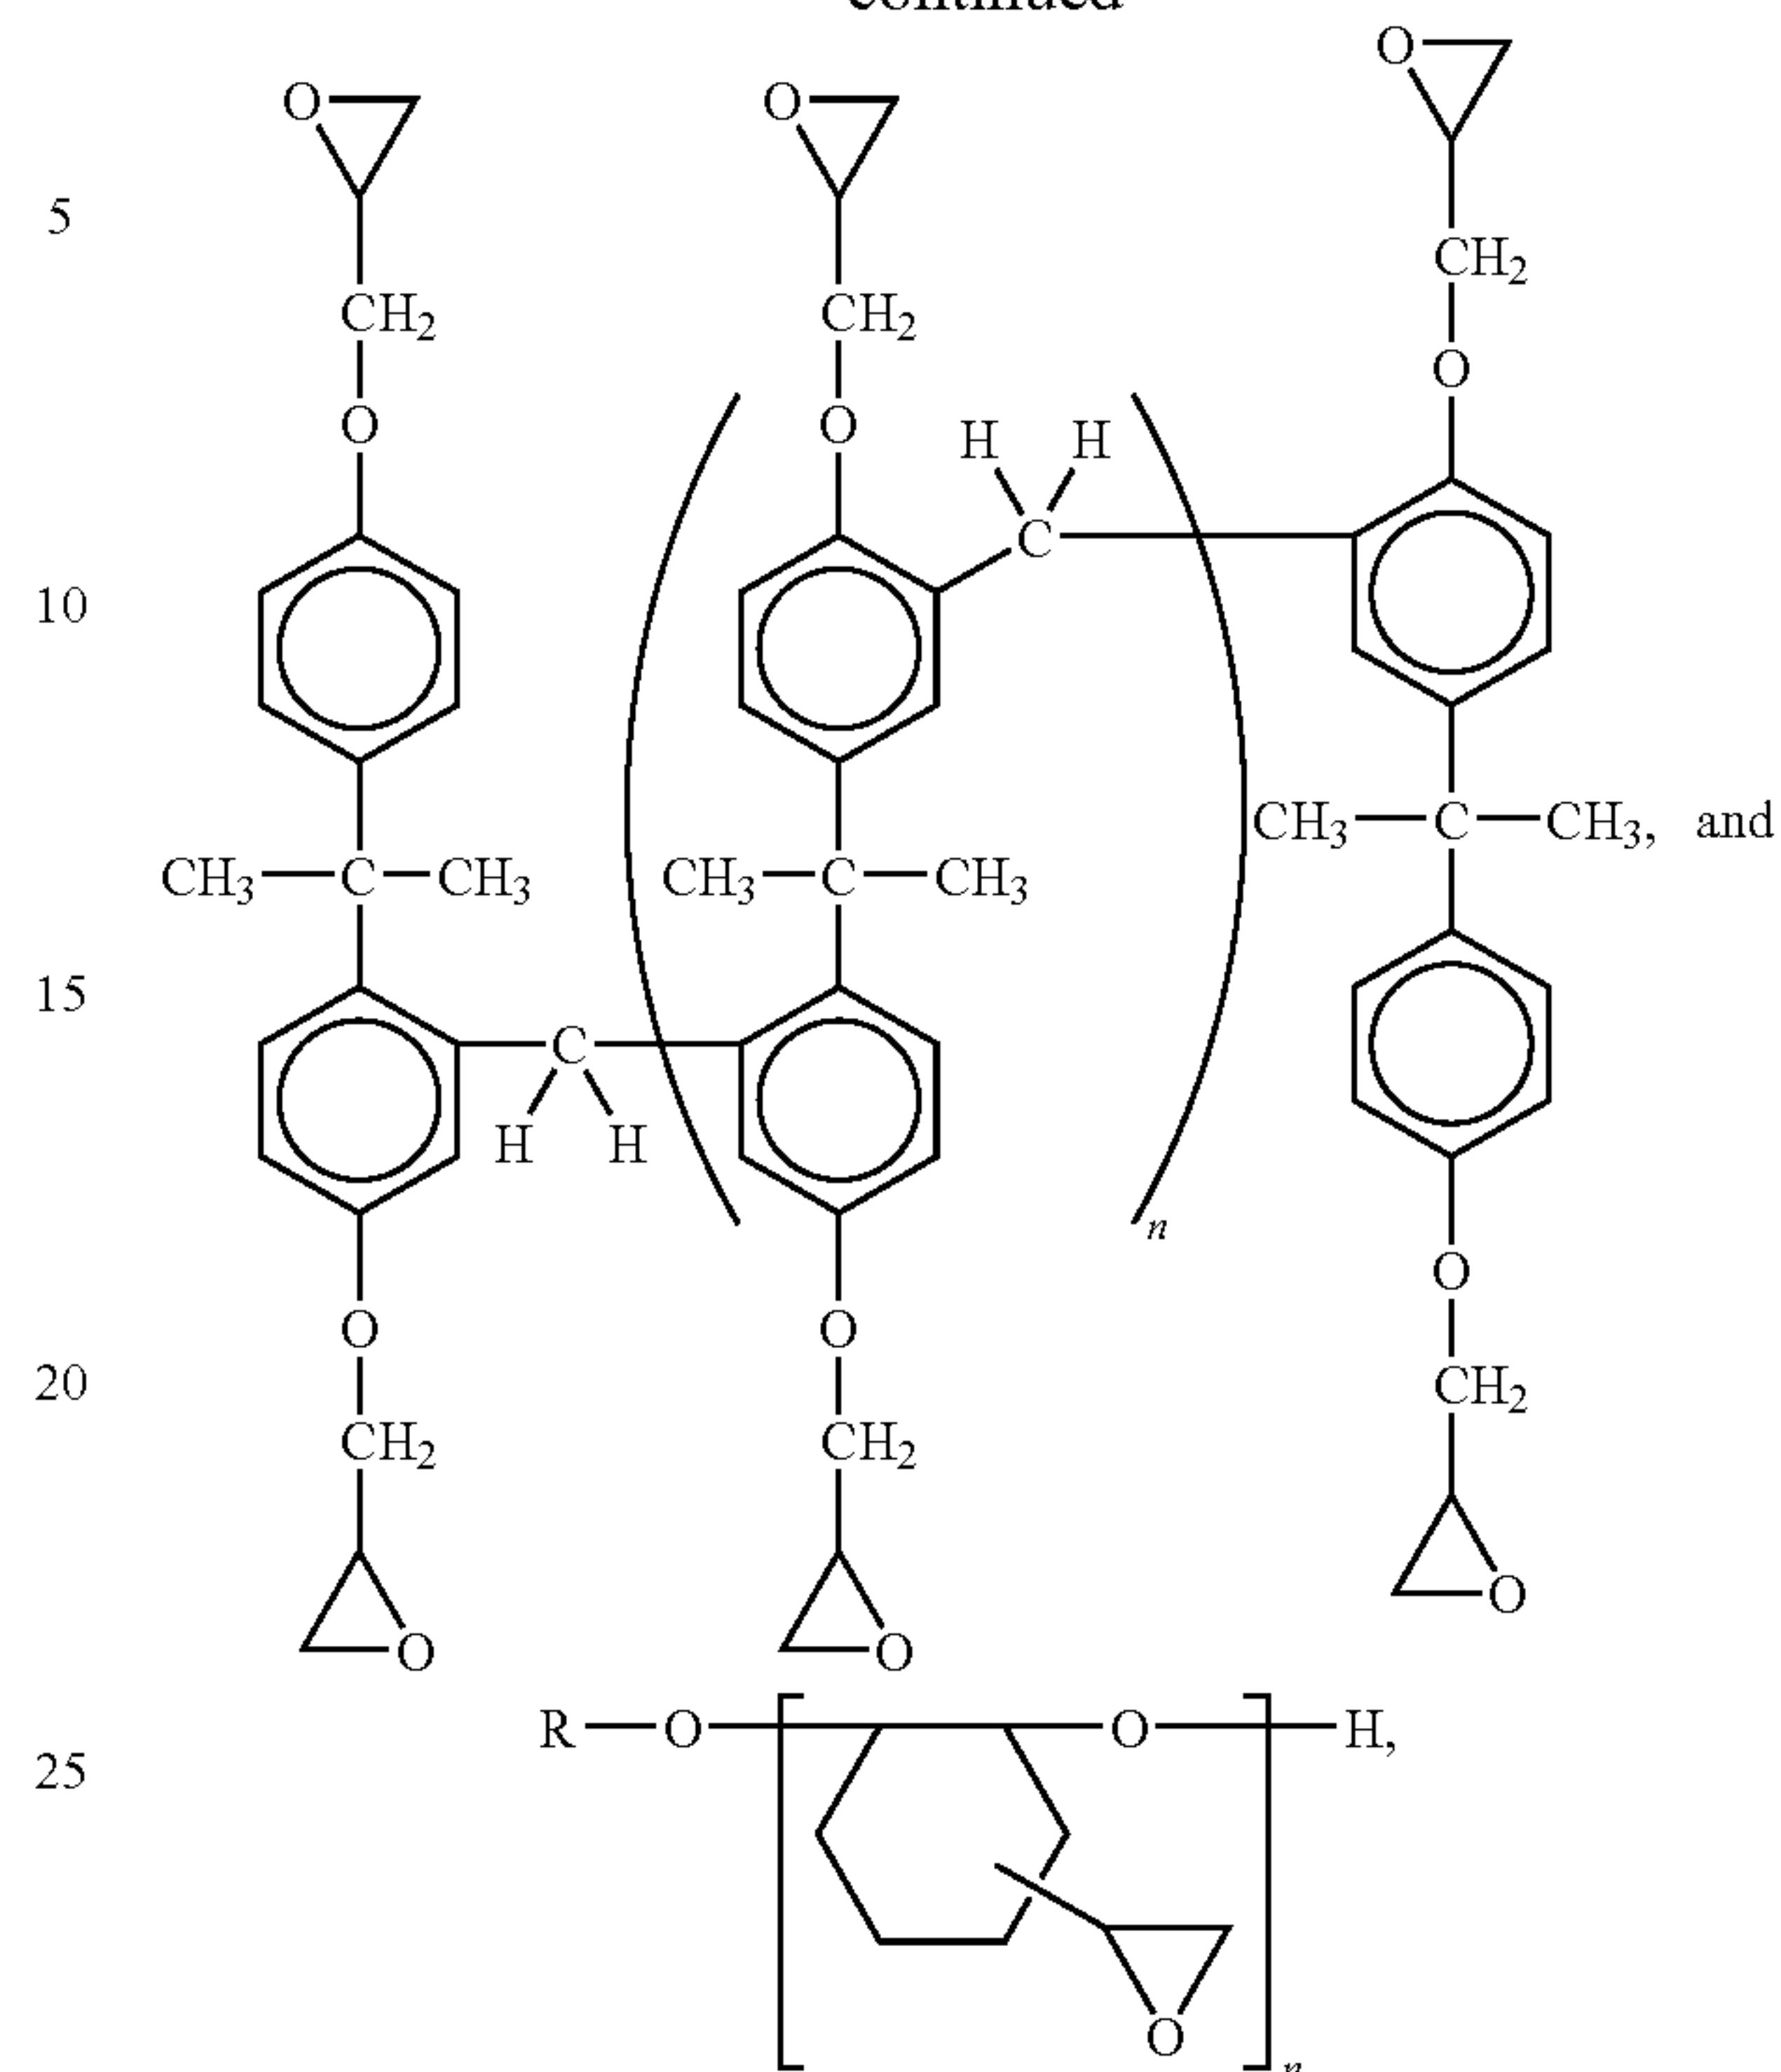 continued
O O O
5
CH₂ CH₂ CH₂
O O O
H H
C
10
CH₃ C CH₃ CH₃ C CH₃ CH₃ C CH₃, and
15
C
H H
n
O O O
20
CH₂ CH₂ CH₂
O O O
R O O H,
25
O
n